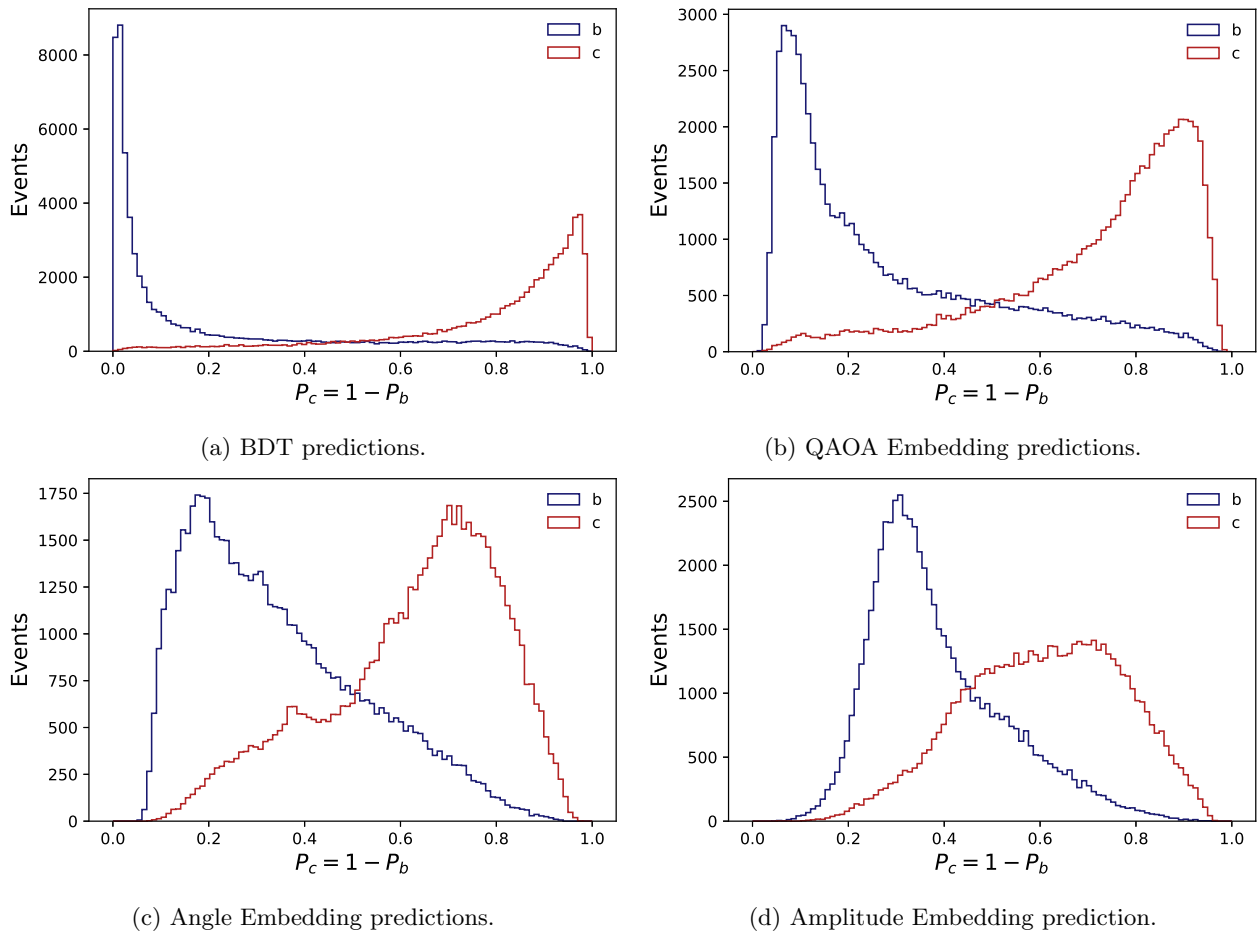 b
c
8000
6000
4000
2000
0
Events
0.0 0.2 0.4 0.6 0.8 1.0
P_c = 1 − P_b
(a) BDT predictions.
b
c
3000
2500
2000
1500
1000
500
0
Events
0.0 0.2 0.4 0.6 0.8 1.0
P_c = 1 − P_b
(b) QAOA Embedding predictions.
b
c
1750
1500
1250
1000
750
500
250
0
Events
0.0 0.2 0.4 0.6 0.8 1.0
P_c = 1 − P_b
(c) Angle Embedding predictions.
b
c
2500
2000
1500
1000
500
0
Events
0.0 0.2 0.4 0.6 0.8 1.0
P_c = 1 − P_b
(d) Amplitude Embedding prediction.